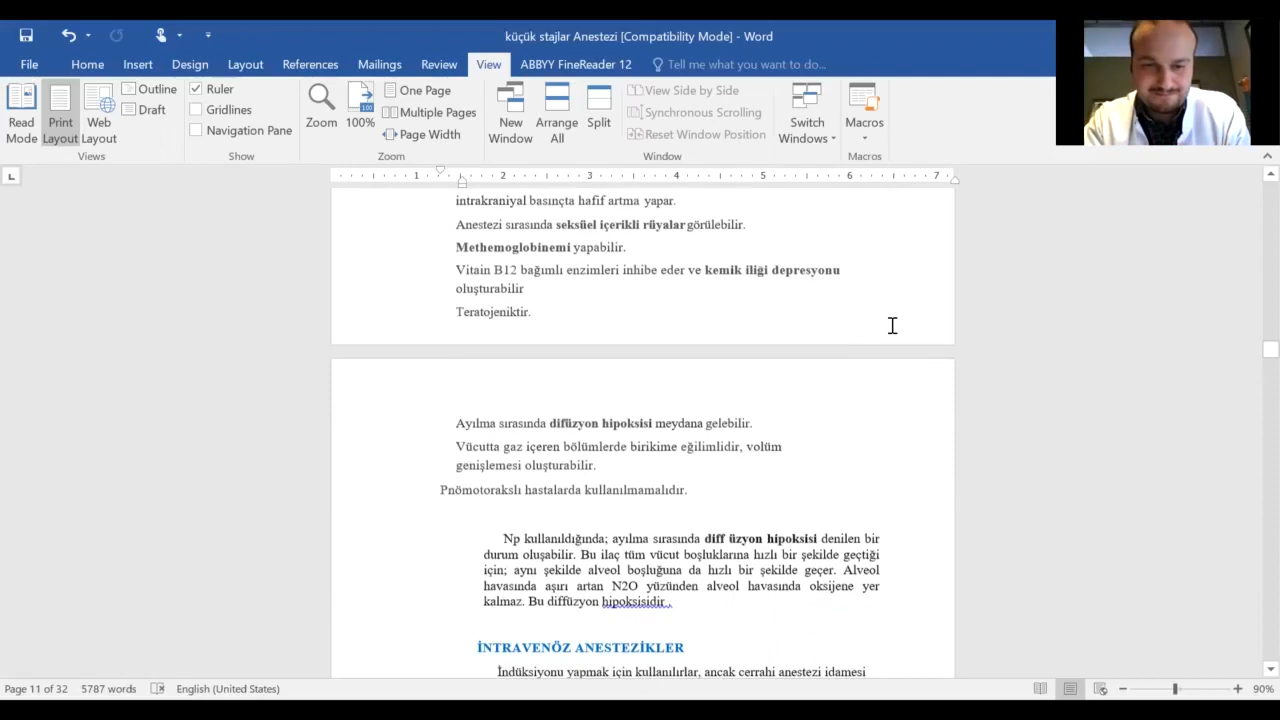 küçük stajlar Anestezi [Compatibility Mode] - Word
File Home Insert Design Layout References Mailings Review View ABBYY FineReader 12 Tell me what you want to do...
Read Mode
Print Layout
Web Layout
Outline
Draft
Views
Ruler
Gridlines
Navigation Pane
Show
Zoom
100%
One Page
Multiple Pages
Page Width
Zoom
New Window
Arrange All
Split
View Side by Side
Synchronous Scrolling
Reset Window Position
Window
Switch Windows
Macros
Macros
1 2 3 4 5 6 7
intrakraniyal basınçta hafif artma yapar.
Anestezi sırasında seksüel içerikli rüyalar görülebilir.
Methemoglobinemi yapabilir.
Vitain B12 bağımlı enzimleri inhibe eder ve kemik iliği depresyonu
oluşturabilir
Teratojeniktir.
Ayılma sırasında difüzyon hipoksisi meydana gelebilir.
Vücutta gaz içeren bölümlerde birikime eğilimlidir, volüm
genişlemesi oluşturabilir.
Pnömotorakslı hastalarda kullanılmamalıdır.
Np kullanıldığında; ayılma sırasında diff üzyon hipoksisi denilen bir
durum oluşabilir. Bu ilaç tüm vücut boşluklarına hızlı bir şekilde geçtiği
için; aynı şekilde alveol boşluğuna da hızlı bir şekilde geçer. Alveol
havasında aşırı artan N2O yüzünden alveol havasında oksijene yer
kalmaz. Bu diffüzyon hipoksisidir..
İNTRAVENÖZ ANESTEZİKLER
İndüksiyonu yapmak için kullanılırlar, ancak cerrahi anestezi idamesi
Page 11 of 32 5787 words English (United States) 90%